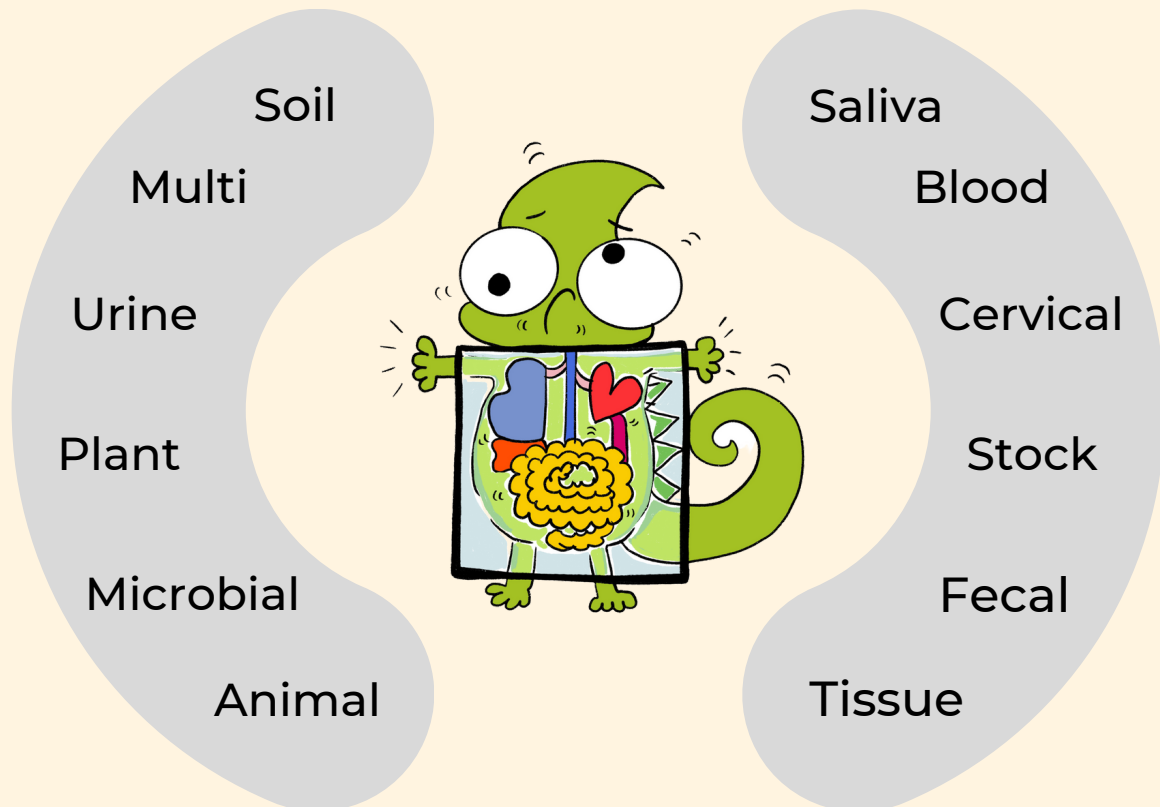 Soil
Multi
Urine
Plant
Microbial
Animal
Saliva
Blood
Cervical
Stock
Fecal
Tissue